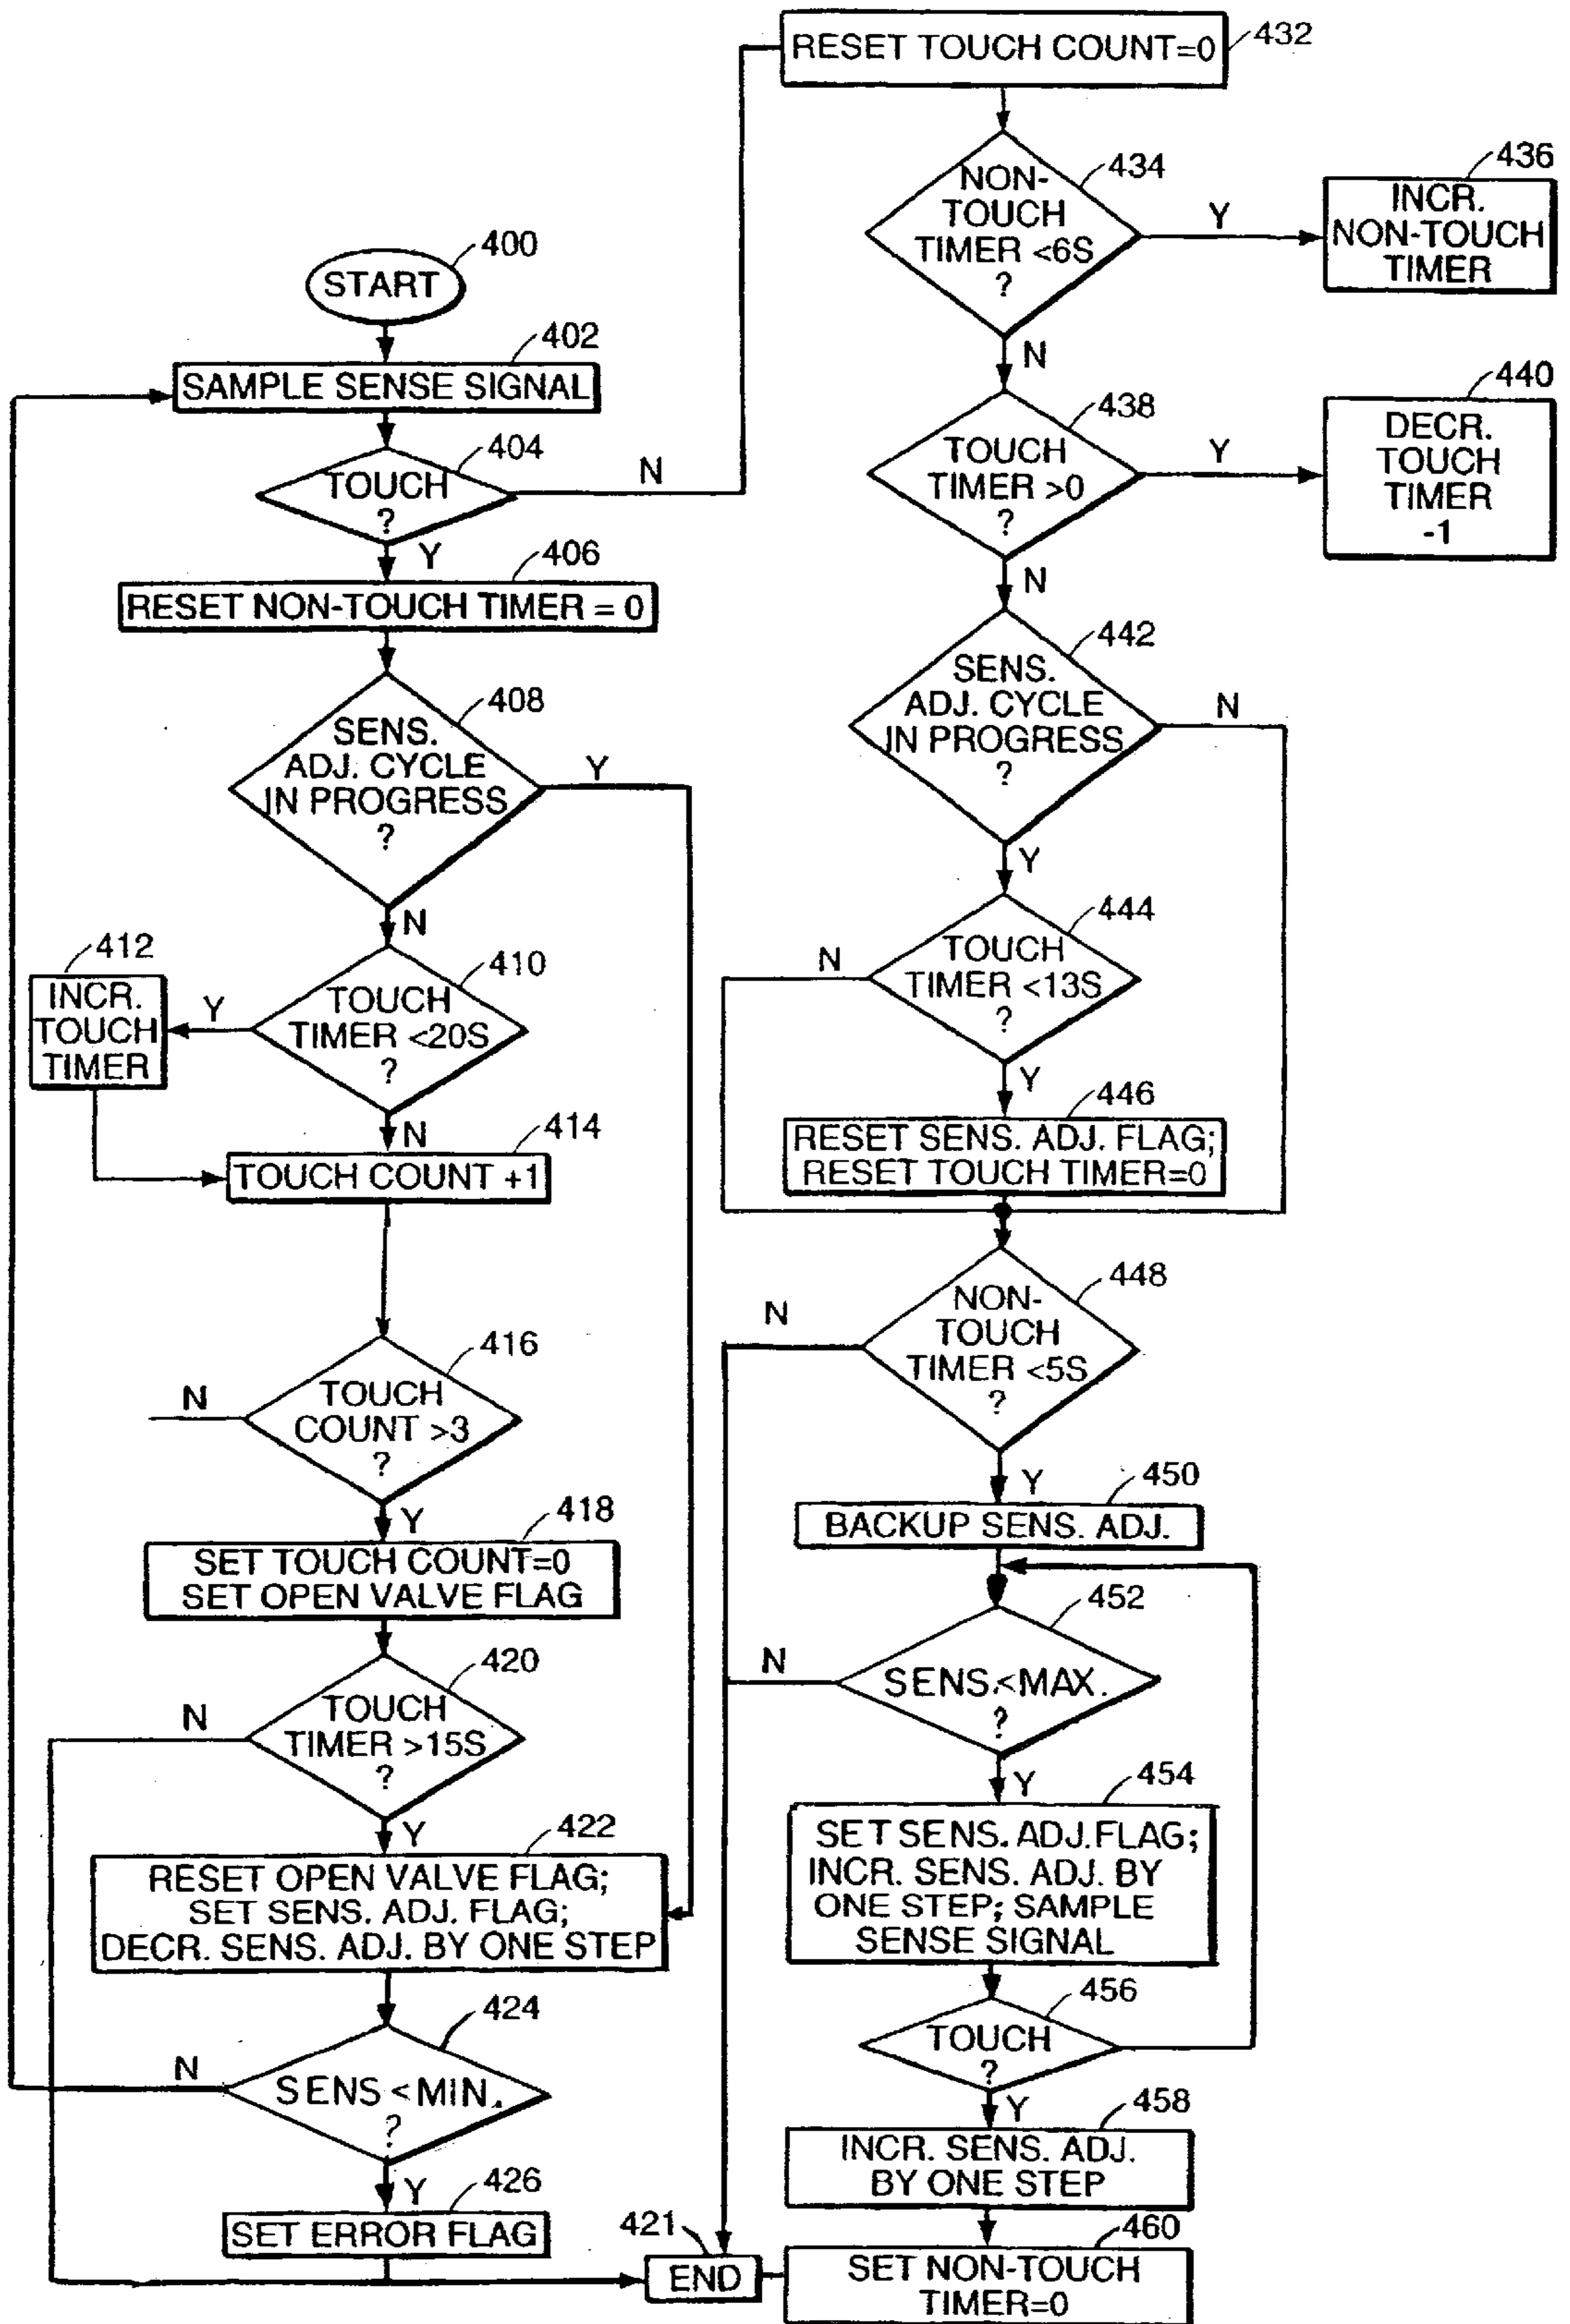 START
400
SAMPLE SENSE SIGNAL
402
TOUCH
?
404
N
Y
RESET NON-TOUCH TIMER = 0
406
SENS.
ADJ. CYCLE
IN PROGRESS
?
408
Y
N
TOUCH
TIMER <20S
?
410
Y
INCR.
TOUCH
TIMER
412
N
TOUCH COUNT +1
414
TOUCH
COUNT >3
?
416
N
Y
SET TOUCH COUNT=0
SET OPEN VALVE FLAG
418
TOUCH
TIMER >15S
?
420
N
Y
RESET OPEN VALVE FLAG;
SET SENS. ADJ. FLAG;
DECR. SENS. ADJ. BY ONE STEP
422
SENS <MIN.
?
424
N
Y
SET ERROR FLAG
426
END
421
RESET TOUCH COUNT=0
432
NON-
TOUCH
TIMER <6S
?
434
Y
INCR.
NON-TOUCH
TIMER
436
N
TOUCH
TIMER >0
?
438
Y
DECR.
TOUCH
TIMER
-1
440
N
SENS.
ADJ. CYCLE
IN PROGRESS
?
442
N
Y
TOUCH
TIMER <13S
?
444
N
Y
RESET SENS. ADJ. FLAG;
RESET TOUCH TIMER=0
446
NON-
TOUCH
TIMER <5S
?
448
N
Y
BACKUP SENS. ADJ.
450
SENS.<MAX.
?
452
N
Y
SET SENS. ADJ. FLAG;
INCR. SENS. ADJ. BY
ONE STEP; SAMPLE
SENSE SIGNAL
454
TOUCH
?
456
Y
INCR. SENS. ADJ.
BY ONE STEP
458
SET NON-TOUCH
TIMER=0
460